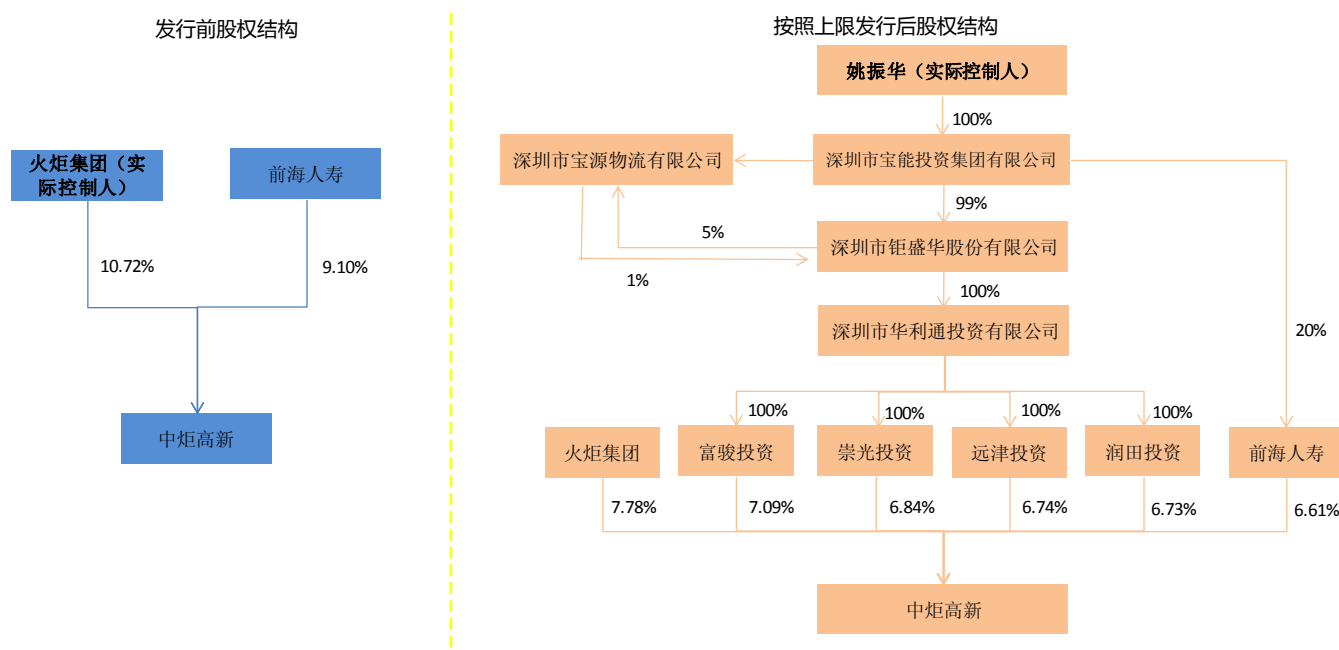 发行前股权结构
火炬集团（实
际控制人）
前海人寿
10.72%
9.10%
中炬高新
按照上限发行后股权结构
姚振华（实际控制人）
100%
深圳市宝源物流有限公司
深圳市宝能投资集团有限公司
99%
5%
深圳市钜盛华股份有限公司
1%
100%
深圳市华利通投资有限公司
20%
100%
100%
100%
100%
火炬集团
富骏投资
崇光投资
远津投资
润田投资
前海人寿
7.78%
7.09%
6.84%
6.74%
6.73%
6.61%
中炬高新